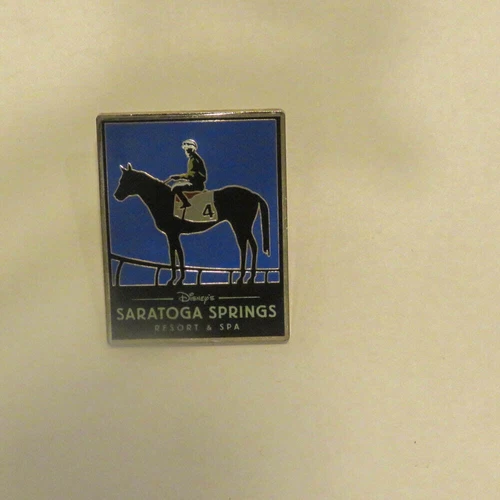 4
Disney's
SARATOGA SPRINGS
RESORT & SPA